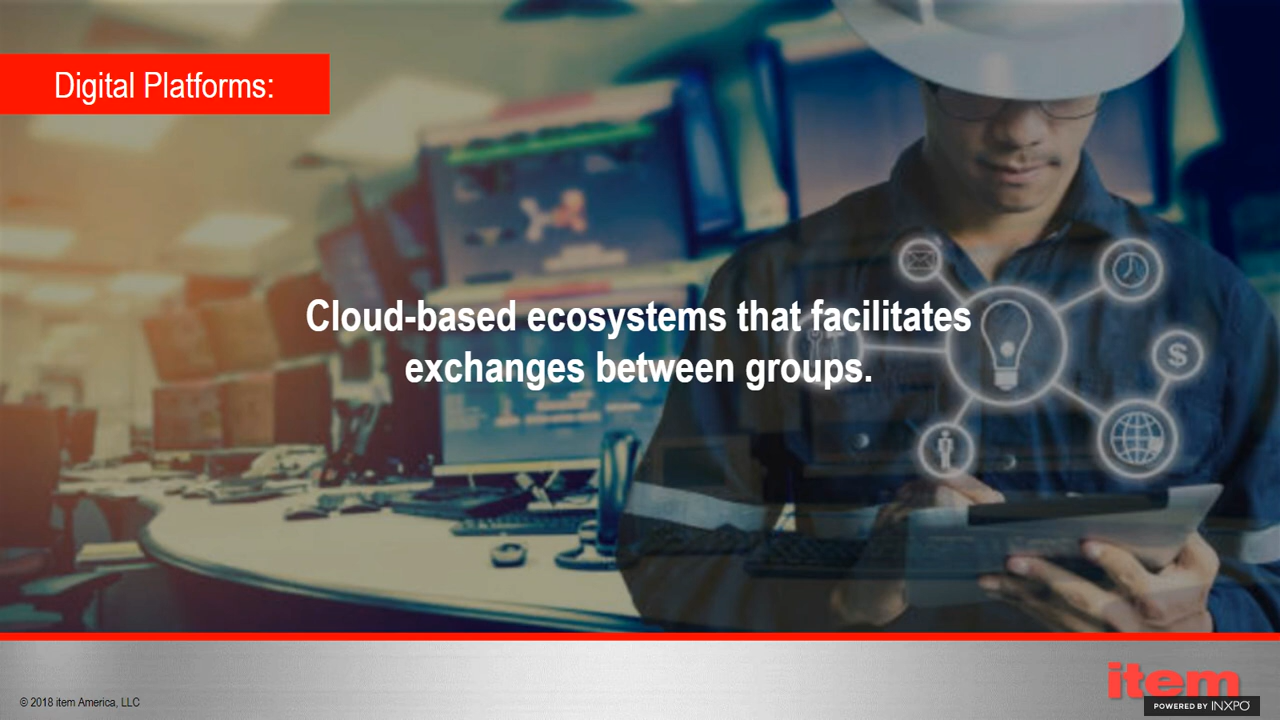 Digital Platforms:
Cloud-based ecosystems that facilitates
exchanges between groups.
$
© 2018 item America, LLC
item
POWERED BY INXPO